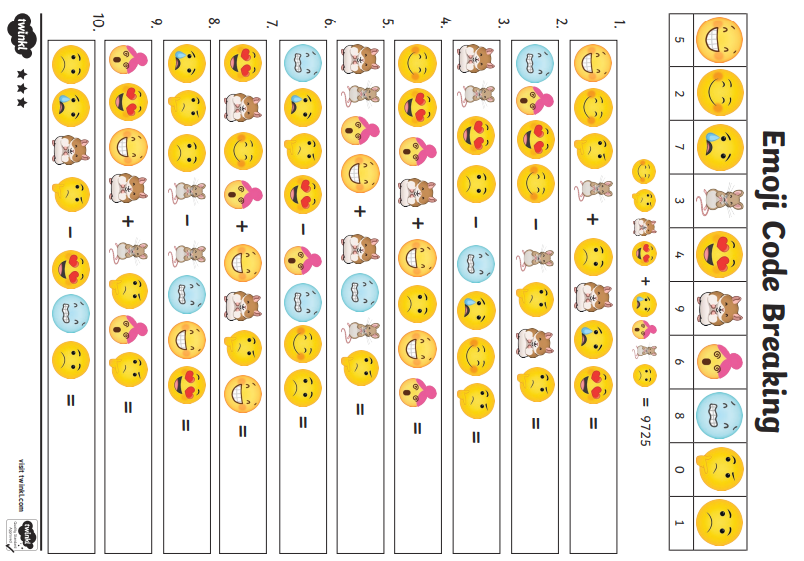 Emoji Code Breaking
5 2 7 3 4 9 6 8 0 1
+ = 9725
1. + =
2. - =
3. - =
4. + =
5. + =
6. - =
7. + =
8. - =
9. + =
10. - =
twinkl
visit twinkl.com
twinkl